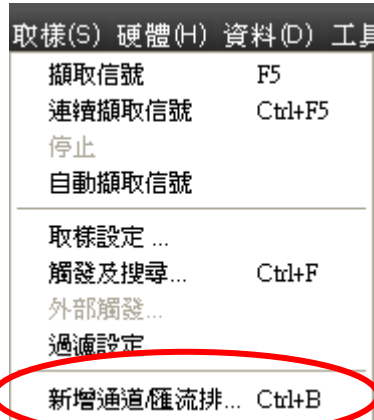 取樣(S) 硬體(H) 資料(D) 工具
擷取信號 F5
連續擷取信號 Ctrl+F5
停止
自動擷取信號
取樣設定 ...
觸發及搜尋... Ctrl+F
外部觸發...
過濾設定
新增通道/匯流排... Ctrl+B